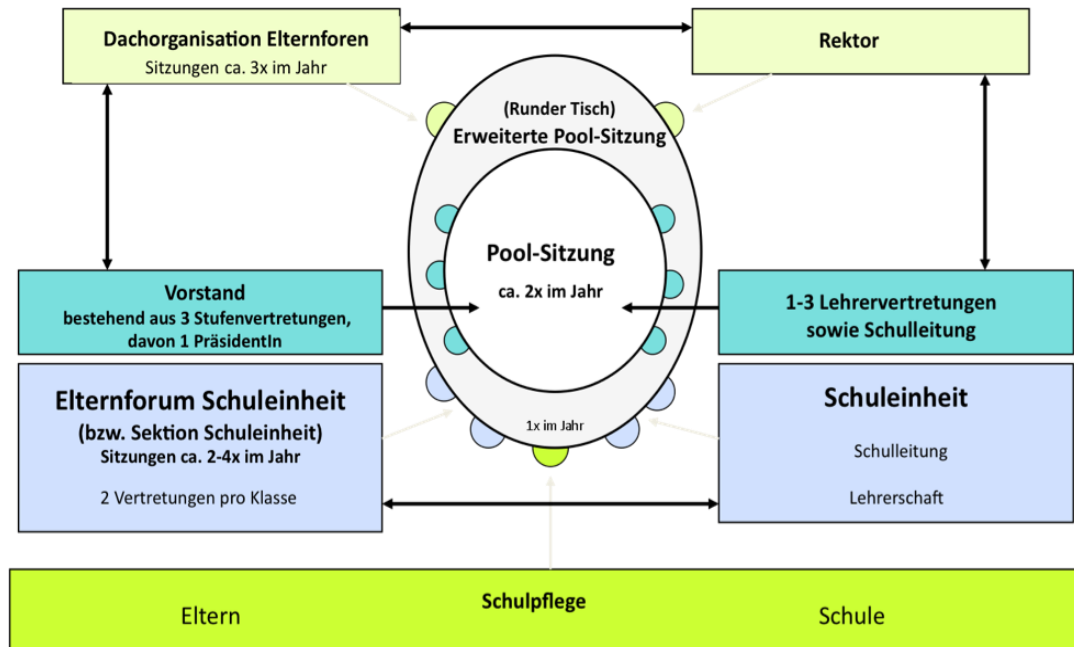 Dachorganisation Elternforen
Sitzungen ca. 3x im Jahr
Rektor
(Runder Tisch)
Erweiterte Pool-Sitzung
Pool-Sitzung
ca. 2x im Jahr
Vorstand
bestehend aus 3 Stufenvertretungen,
davon 1 PräsidentIn
1-3 Lehrervertretungen
sowie Schulleitung
Elternforum Schuleinheit
(bzw. Sektion Schuleinheit)
Sitzungen ca. 2-4x im Jahr
2 Vertretungen pro Klasse
1x im Jahr
Schuleinheit
Schulleitung
Lehrerschaft
Schulpflege
Eltern
Schule